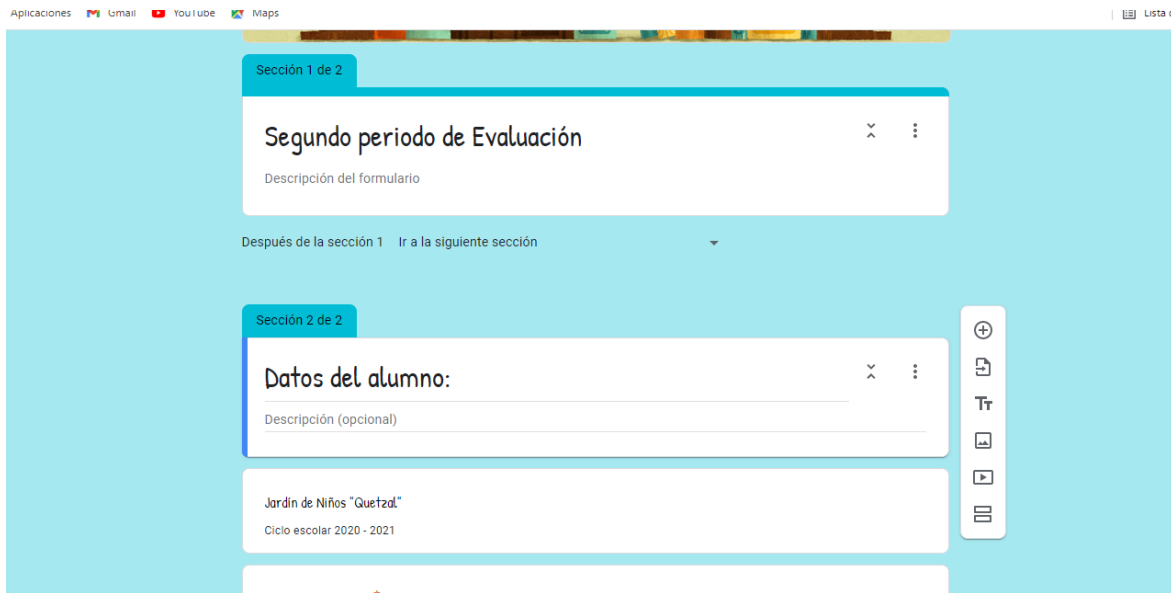 Aplicaciones Gmail YouTube Maps Lista
Sección 1 de 2
Segundo periodo de Evaluación
Descripción del formulario
Después de la sección 1 Ir a la siguiente sección
Sección 2 de 2
Datos del alumno:
Descripción (opcional)
Tт
Jardin de Niños "Quetzal"
Ciclo escolar 2020 - 2021